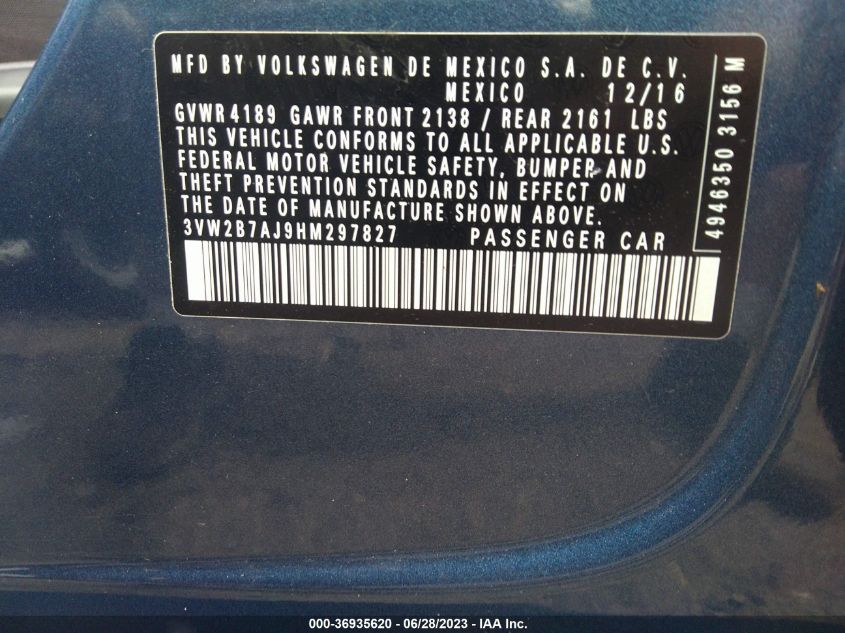 MFD BY VOLKSWAGEN DE MEXICO S.A. DE C.V.
MEXICO 12/16
GVWR 4189 GAWR FRONT 2138 / REAR 2161 LBS
THIS VEHICLE CONFORMS TO ALL APPLICABLE U.S.
FEDERAL MOTOR VEHICLE SAFETY, BUMPER AND
THEFT PREVENTION STANDARDS IN EFFECT ON
THE DATE OF MANUFACTURE SHOWN ABOVE.
3VW2B7AJ9HM297827 PASSENGER CAR
4946350 3156 M
000-36935620 / 06/28/2023 - IAA Inc.